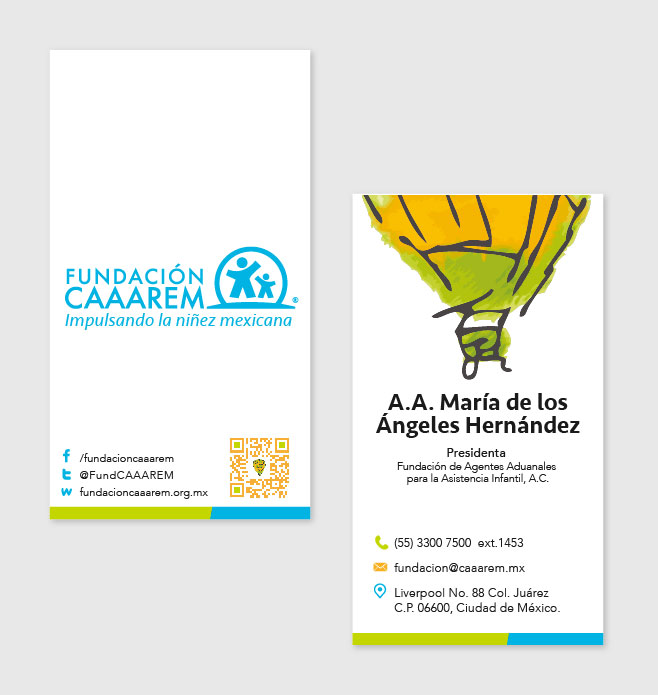 FUNDACIÓN
CAAAREM
®
Impulsando la niñez mexicana
/fundacioncaaarem
@FundCAAAREM
fundacioncaaarem.org.mx
A.A. María de los
Ángeles Hernández
Presidenta
Fundación de Agentes Aduanales
para la Asistencia Infantil, A.C.
(55) 3300 7500 ext.1453
fundacion@caaarem.mx
Liverpool No. 88 Col. Juárez
C.P. 06600, Ciudad de México.